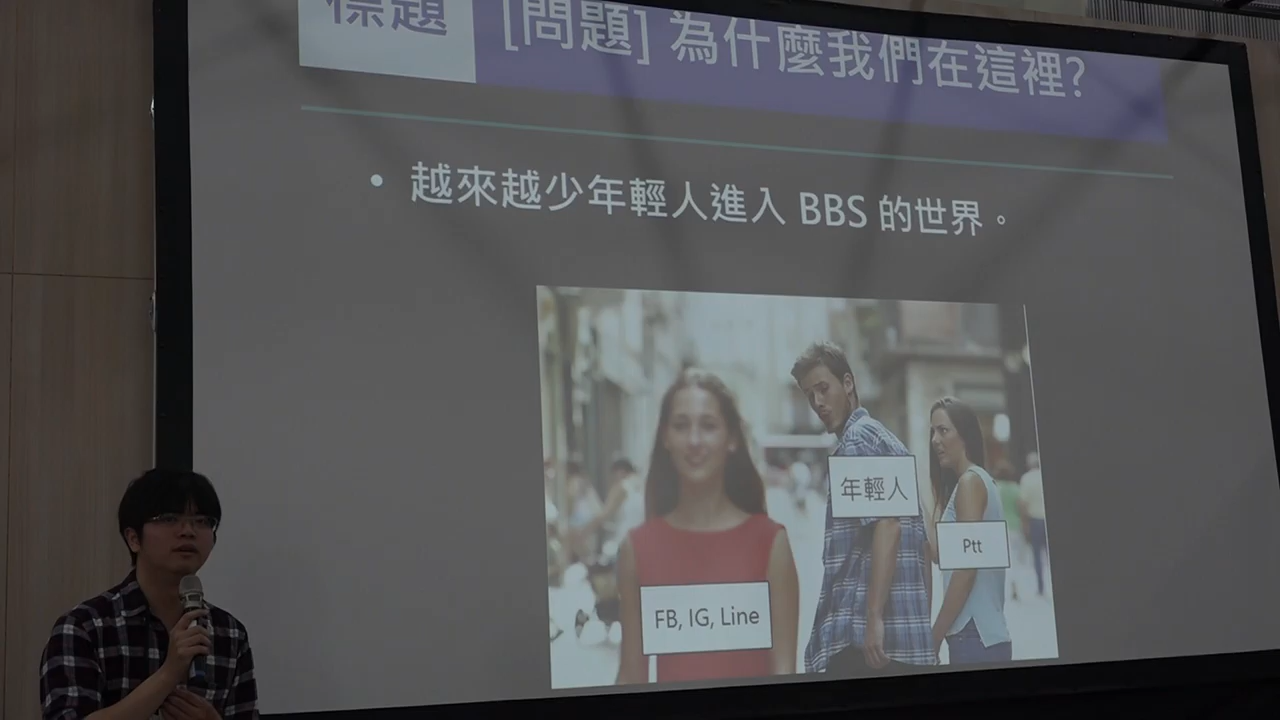 標題
[問題] 為什麼我們在這裡?
• 越來越少年輕人進入 BBS 的世界。
年輕人
Ptt
FB, IG, Line